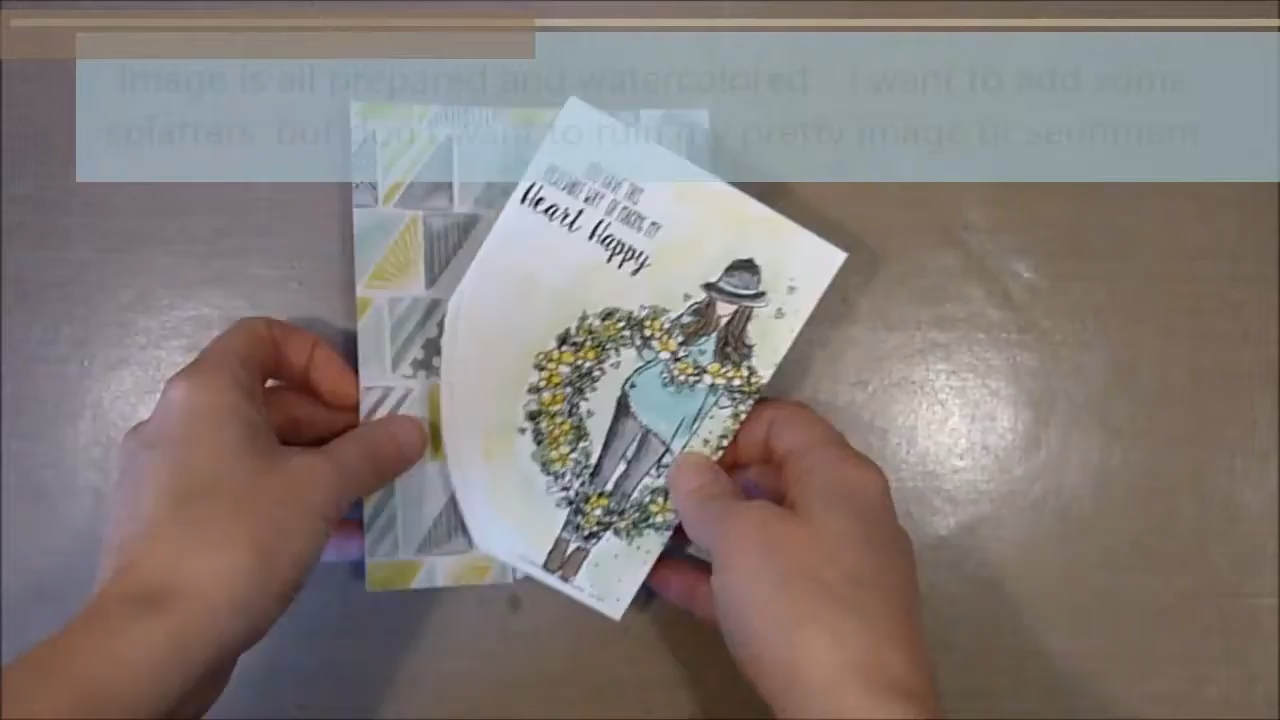 Image is all prepared and watercolored I want to add some
splatters but don't want to ruin my pretty image or sentiment
YOU HAVE THIS
WAY OF MAKING MY
Heart Happy